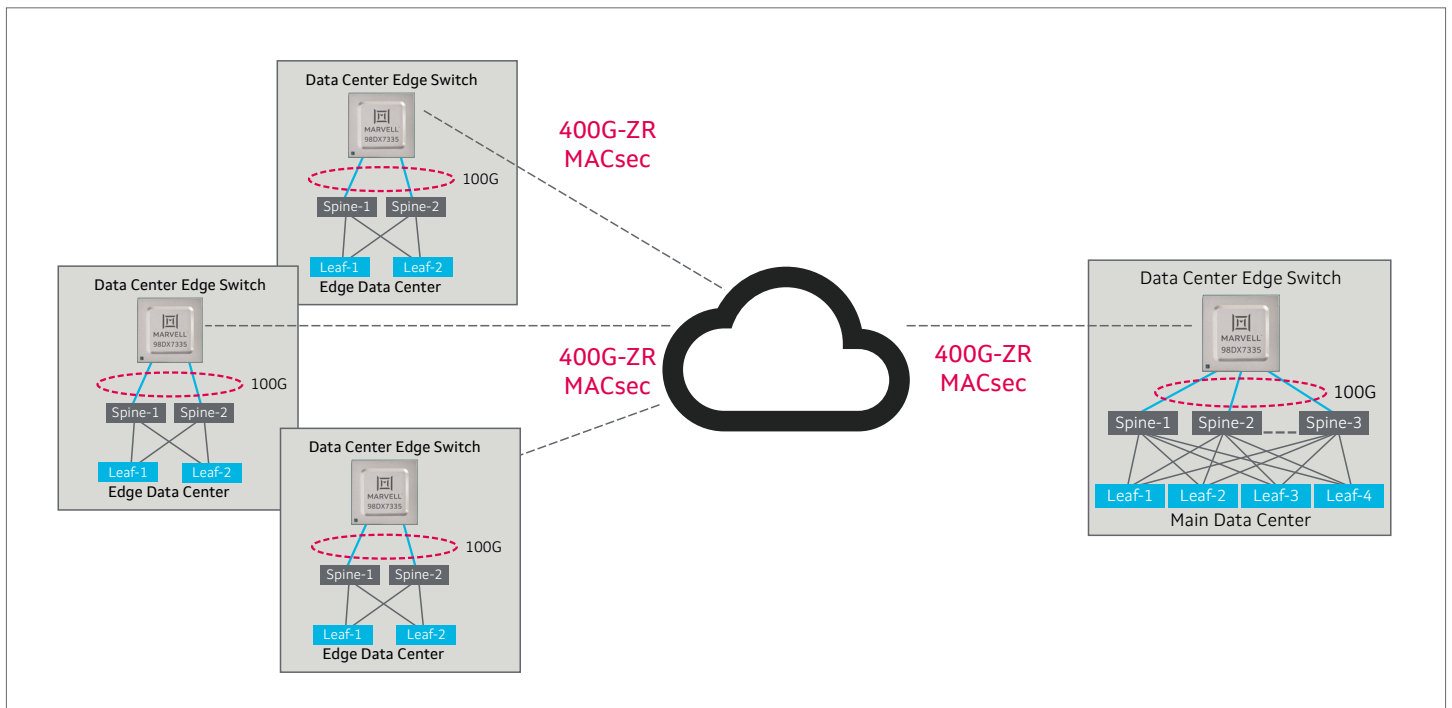 Data Center Edge Switch
MARVELL
98DX7335
100G
Spine-1 Spine-2
Leaf-1 Leaf-2
Edge Data Center
Data Center Edge Switch
MARVELL
98DX7335
100G
Spine-1 Spine-2
Leaf-1 Leaf-2
Edge Data Center
Data Center Edge Switch
MARVELL
98DX7335
100G
Spine-1 Spine-2
Leaf-1 Leaf-2
Edge Data Center
400G-ZR
MACsec
400G-ZR
MACsec
400G-ZR
MACsec
Data Center Edge Switch
MARVELL
98DX7335
100G
Spine-1 Spine-2 Spine-3
Leaf-1 Leaf-2 Leaf-3 Leaf-4
Main Data Center